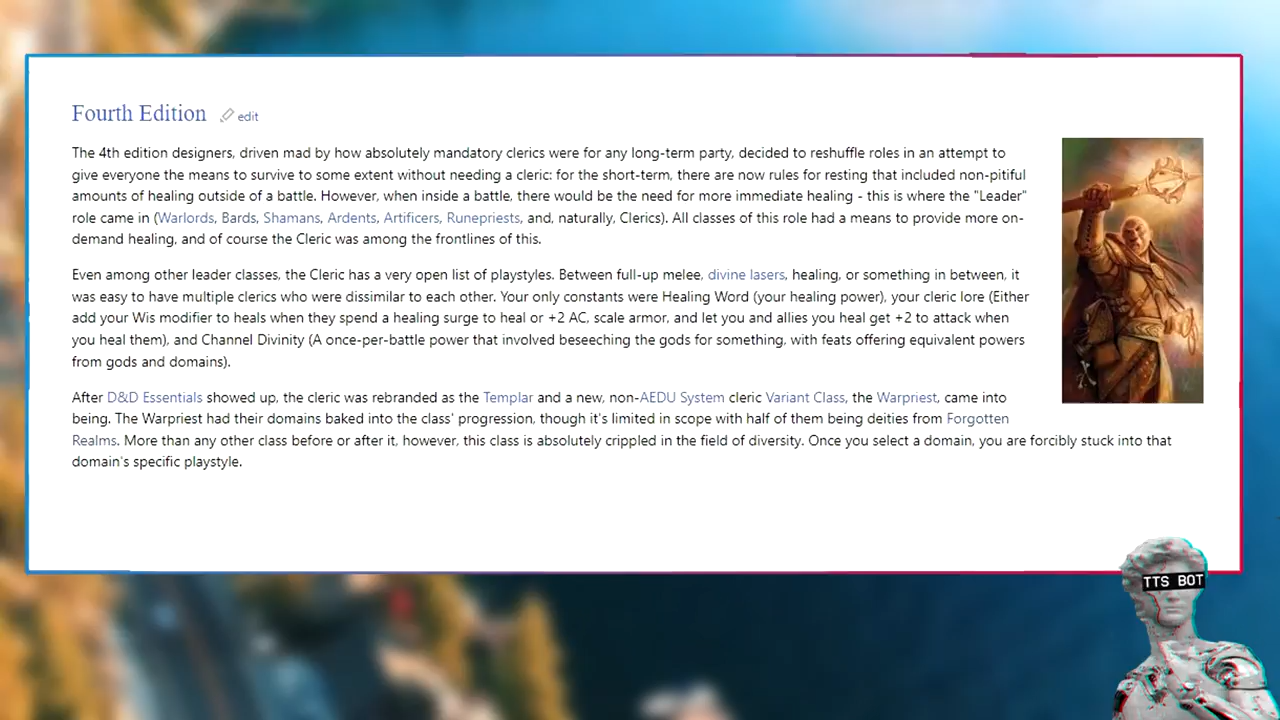 Fourth Edition edit
The 4th edition designers, driven mad by how absolutely mandatory clerics were for any long-term party, decided to reshuffle roles in an attempt to
give everyone the means to survive to some extent without needing a cleric: for the short-term, there are now rules for resting that included non-pitiful
amounts of healing outside of a battle. However, when inside a battle, there would be the need for more immediate healing - this is where the "Leader"
role came in (Warlords, Bards, Shamans, Ardents, Artificers, Runepriests, and, naturally, Clerics). All classes of this role had a means to provide more on-
demand healing, and of course the Cleric was among the frontlines of this.
Even among other leader classes, the Cleric has a very open list of playstyles. Between full-up melee, divine lasers, healing, or something in between, it
was easy to have multiple clerics who were dissimilar to each other. Your only constants were Healing Word (your healing power), your cleric lore (Either
add your Wis modifier to heals when they spend a healing surge to heal or +2 AC, scale armor, and let you and allies you heal get +2 to attack when
you heal them), and Channel Divinity (A once-per-battle power that involved beseeching the gods for something, with feats offering equivalent powers
from gods and domains).
After D&D Essentials showed up, the cleric was rebranded as the Templar and a new, non-AEDU System cleric Variant Class, the Warpriest, came into
being. The Warpriest had their domains baked into the class' progression, though it's limited in scope with half of them being deities from Forgotten
Realms. More than any other class before or after it, however, this class is absolutely crippled in the field of diversity. Once you select a domain, you are forcibly stuck into that
domain's specific playstyle.
TTS BOT